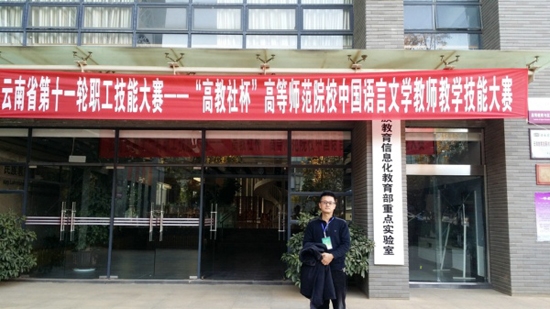 云南省第十一轮职工技能大赛——“高教社杯”高等师范院校中国语言文学教师教学技能大赛
族教育信息化教育部重点实验室